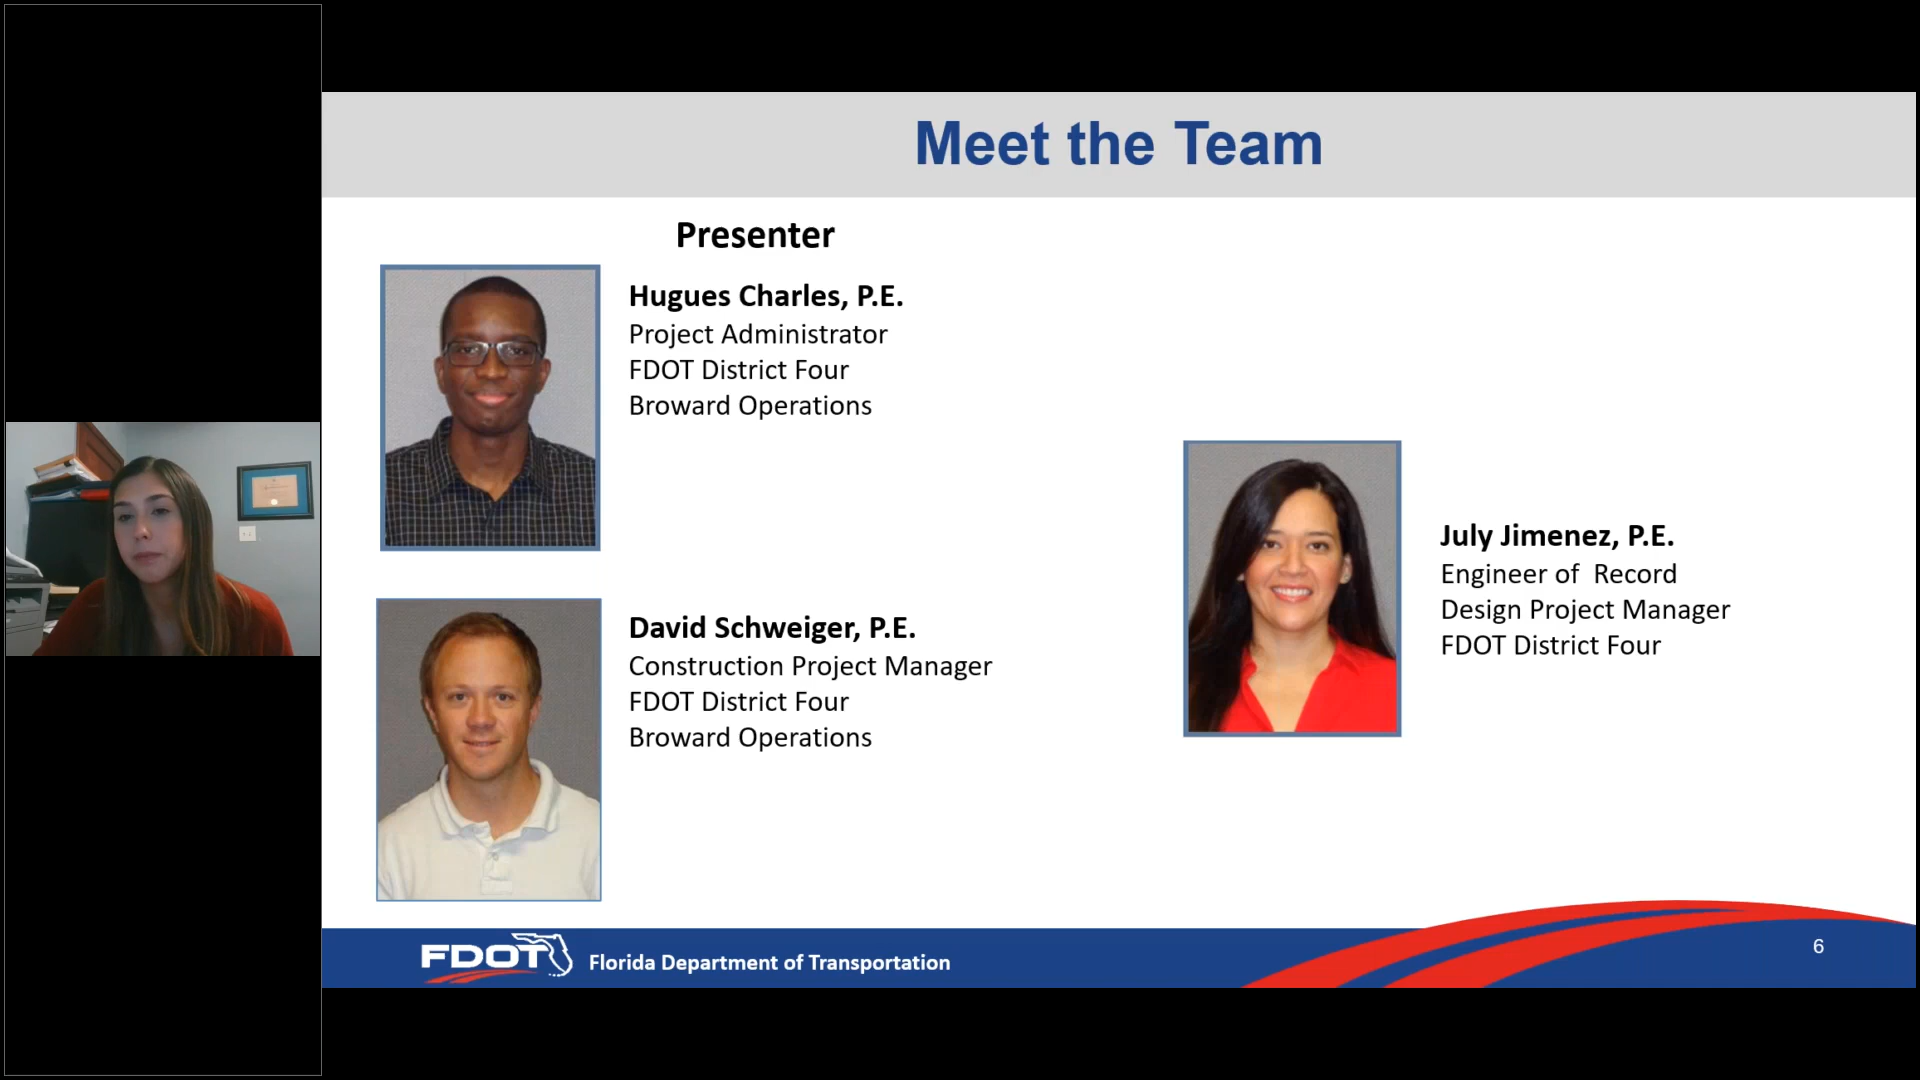 Meet the Team
Presenter
Hugues Charles, P.E.
Project Administrator
FDOT District Four
Broward Operations
David Schweiger, P.E.
Construction Project Manager
FDOT District Four
Broward Operations
July Jimenez, P.E.
Engineer of  Record
Design Project Manager
FDOT District Four
FDOT
Florida Department of Transportation
6